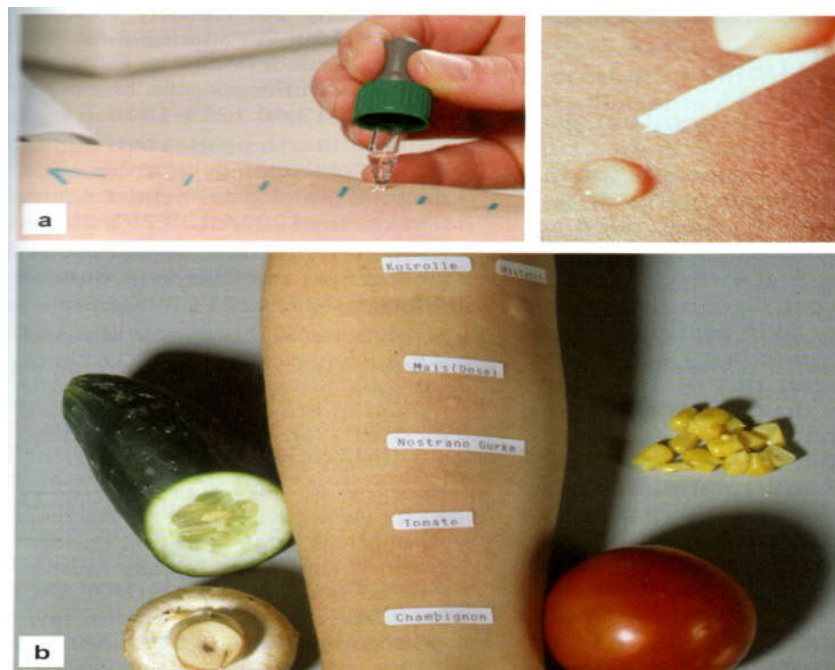 a
Kotrolle
Mais(Dose)
Nostrano Gurke
Tomate
Champignon
b